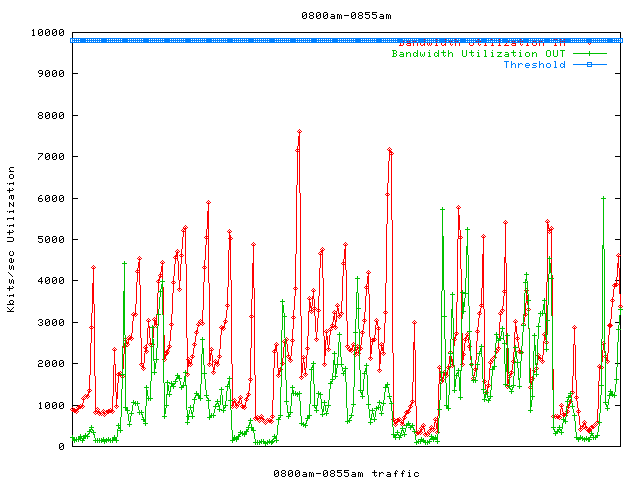 0800am-0855am
10000
Bandwidth Utilization IN
Bandwidth Utilization OUT
Threshold
9000
8000
7000
6000
5000
4000
3000
2000
1000
0
Kbits/sec Utilization
0800am-0855am traffic